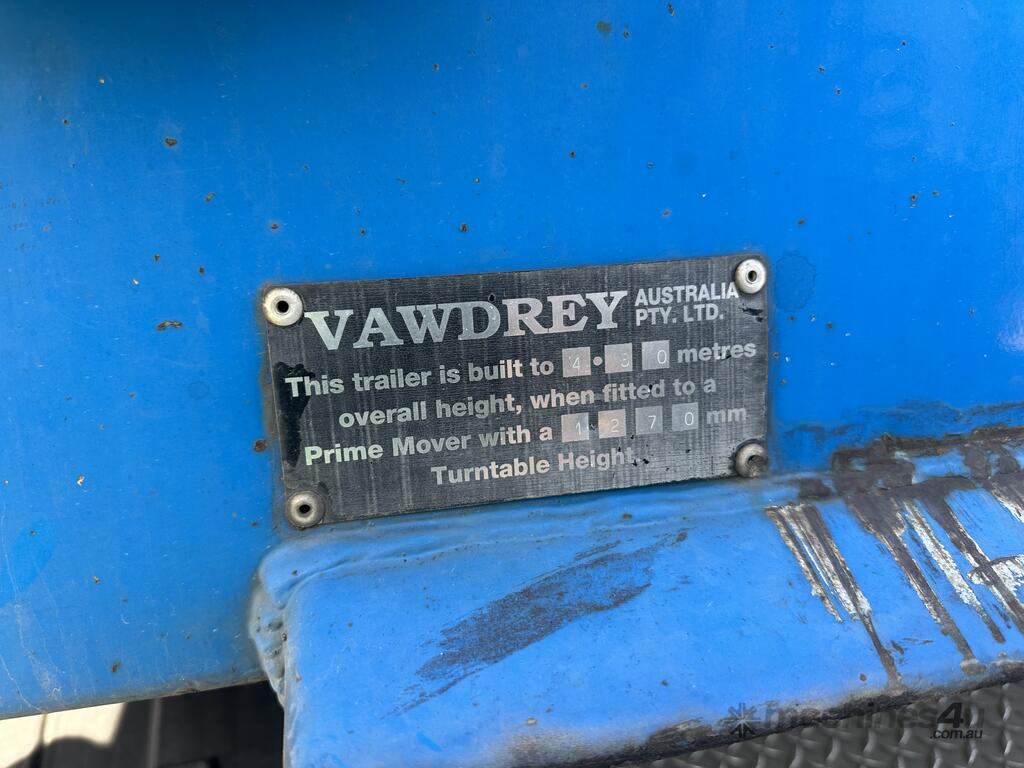 VAWDREY AUSTRALIA PTY. LTD.
This trailer is built to 4.30 metres
overall height, when fitted to a
Prime Mover with a 1270 mm
Turntable Height.
machines4u
.com.au